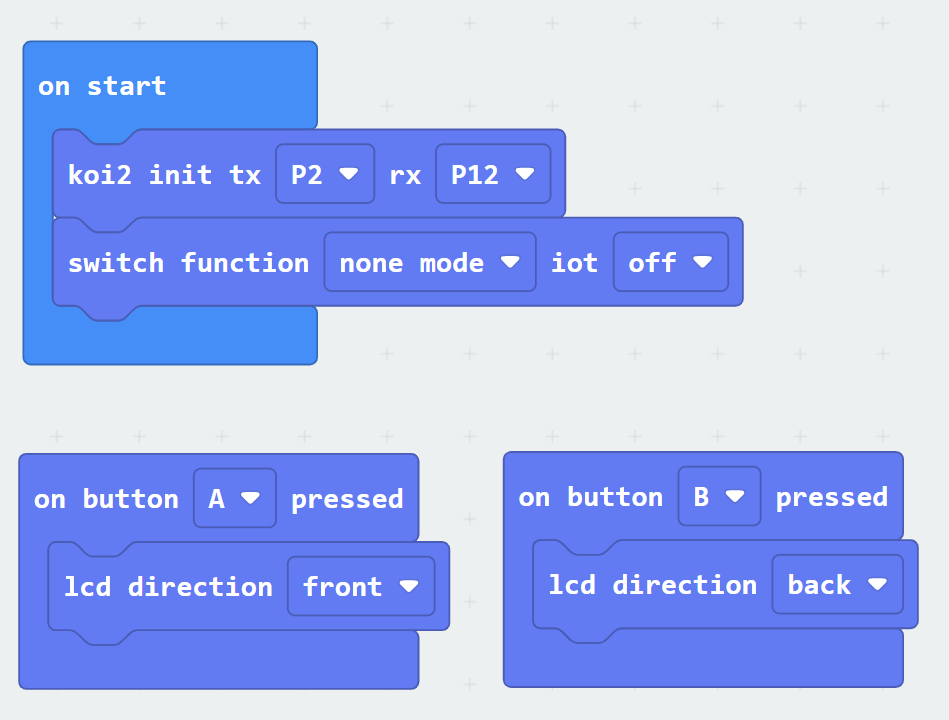 on start
koi2 init tx P2 rx P12
switch function none mode iot off
on button A pressed
lcd direction front
on button B pressed
lcd direction back